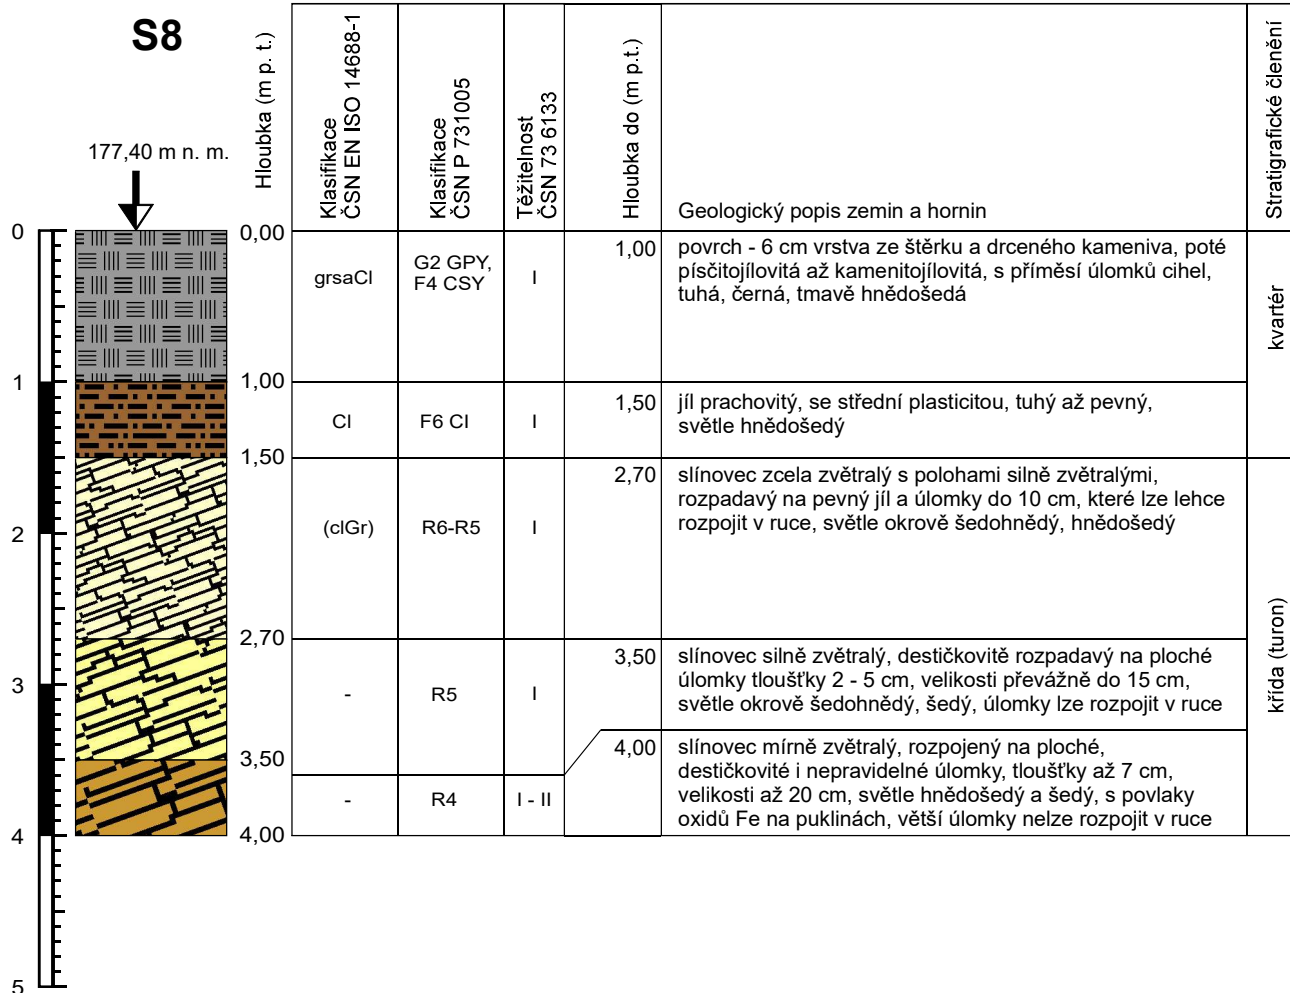 S8
177,40 m n. m.
Hloubka (m p. t.)
Klasifikace
ČSN EN ISO 14688-1
Klasifikace
ČSN P 731005
Těžitelnost
ČSN 73 6133
Hloubka do (m p.t.)
Geologický popis zemin a hornin
Stratigrafické členění
0
0,00
grsaCl
G2 GPY,
F4 CSY
I
1,00
povrch - 6 cm vrstva ze štěrku a drceného kameniva, poté
písčitojílovitá až kamenitojílovitá, s příměsí úlomků cihel,
tuhá, černá, tmavě hnědošedá
kvartér
1
1,00
Cl
F6 CI
I
1,50
jíl prachovitý, se střední plasticitou, tuhý až pevný,
světle hnědošedý
1,50
2
(clGr)
R6-R5
I
2,70
slínovec zcela zvětralý s polohami silně zvětralými,
rozpadavý na pevný jíl a úlomky do 10 cm, které lze lehce
rozpojit v ruce, světle okrově šedohnědý, hnědošedý
křída (turon)
2,70
3
-
R5
I
3,50
slínovec silně zvětralý, destičkovitě rozpadavý na ploché
úlomky tloušťky 2 - 5 cm, velikosti převážně do 15 cm,
světle okrově šedohnědý, šedý, úlomky lze rozpojit v ruce
3,50
-
R4
I - II
4,00
slínovec mírně zvětralý, rozpojený na ploché,
destičkovité i nepravidelné úlomky, tloušťky až 7 cm,
velikosti až 20 cm, světle hnědošedý a šedý, s povlaky
oxidů Fe na puklinách, větší úlomky nelze rozpojit v ruce
4
4,00
5